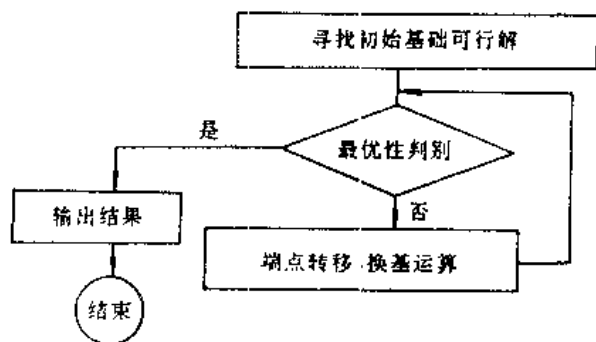 寻找初始基础可行解
是
最优性判别
否
输出结果
端点转移 换基运算
结束